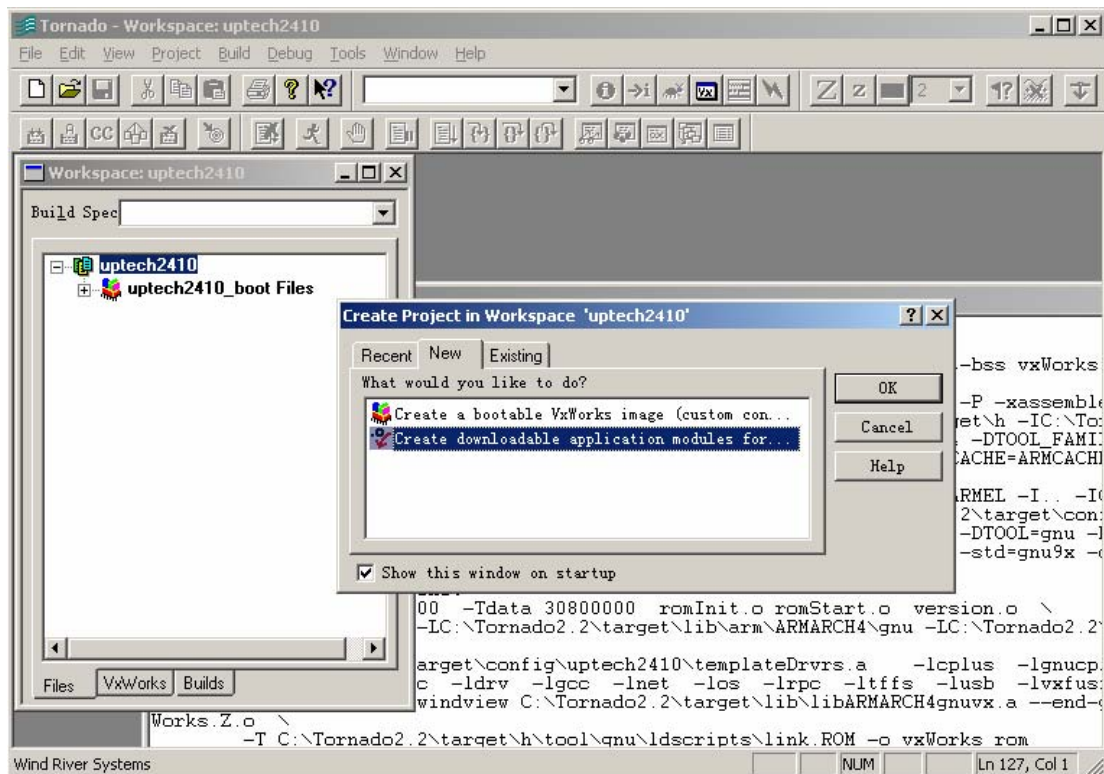 Tornado - Workspace: uptech2410
File Edit View Project Build Debug Tools Window Help
CC
VX
Z z 2
Workspace: uptech2410
Build Spec
uptech2410
uptech2410_boot Files
Files VxWorks Builds
Create Project in Workspace 'uptech2410'
Recent New Existing
What would you like to do?
Create a bootable VxWorks image (custom con...
Create downloadable application modules for...
OK
Cancel
Help
Show this window on startup
-bss vxWorks
-P -xassemble
et\h -IC:\To
-DTOOL_FAMI
CACHE=ARMCACH
RMEL -I.. -I
2\target\con
-DTOOL=gnu -
-std=gnu9x -
00 -Tdata 30800000 romInit.o romStart.o version.o \
-LC:\Tornado2.2\target\lib\arm\ARMARCH4\gnu -LC:\Tornado2.2
arget\config\uptech2410\templateDrvrs.a -lcplus -lgnucp
c -ldrv -lgcc -lnet -los -lrpc -ltffs -lusb -lvxfus
windview C:\Tornado2.2\target\lib\libARMARCH4gnuvx.a --end-
Works.Z.o \
-T C:\Tornado2.2\target\h\tool\gnu\ldscripts\link.ROM -o vxWorks_rom
Wind River Systems NUM Ln 127, Col 1